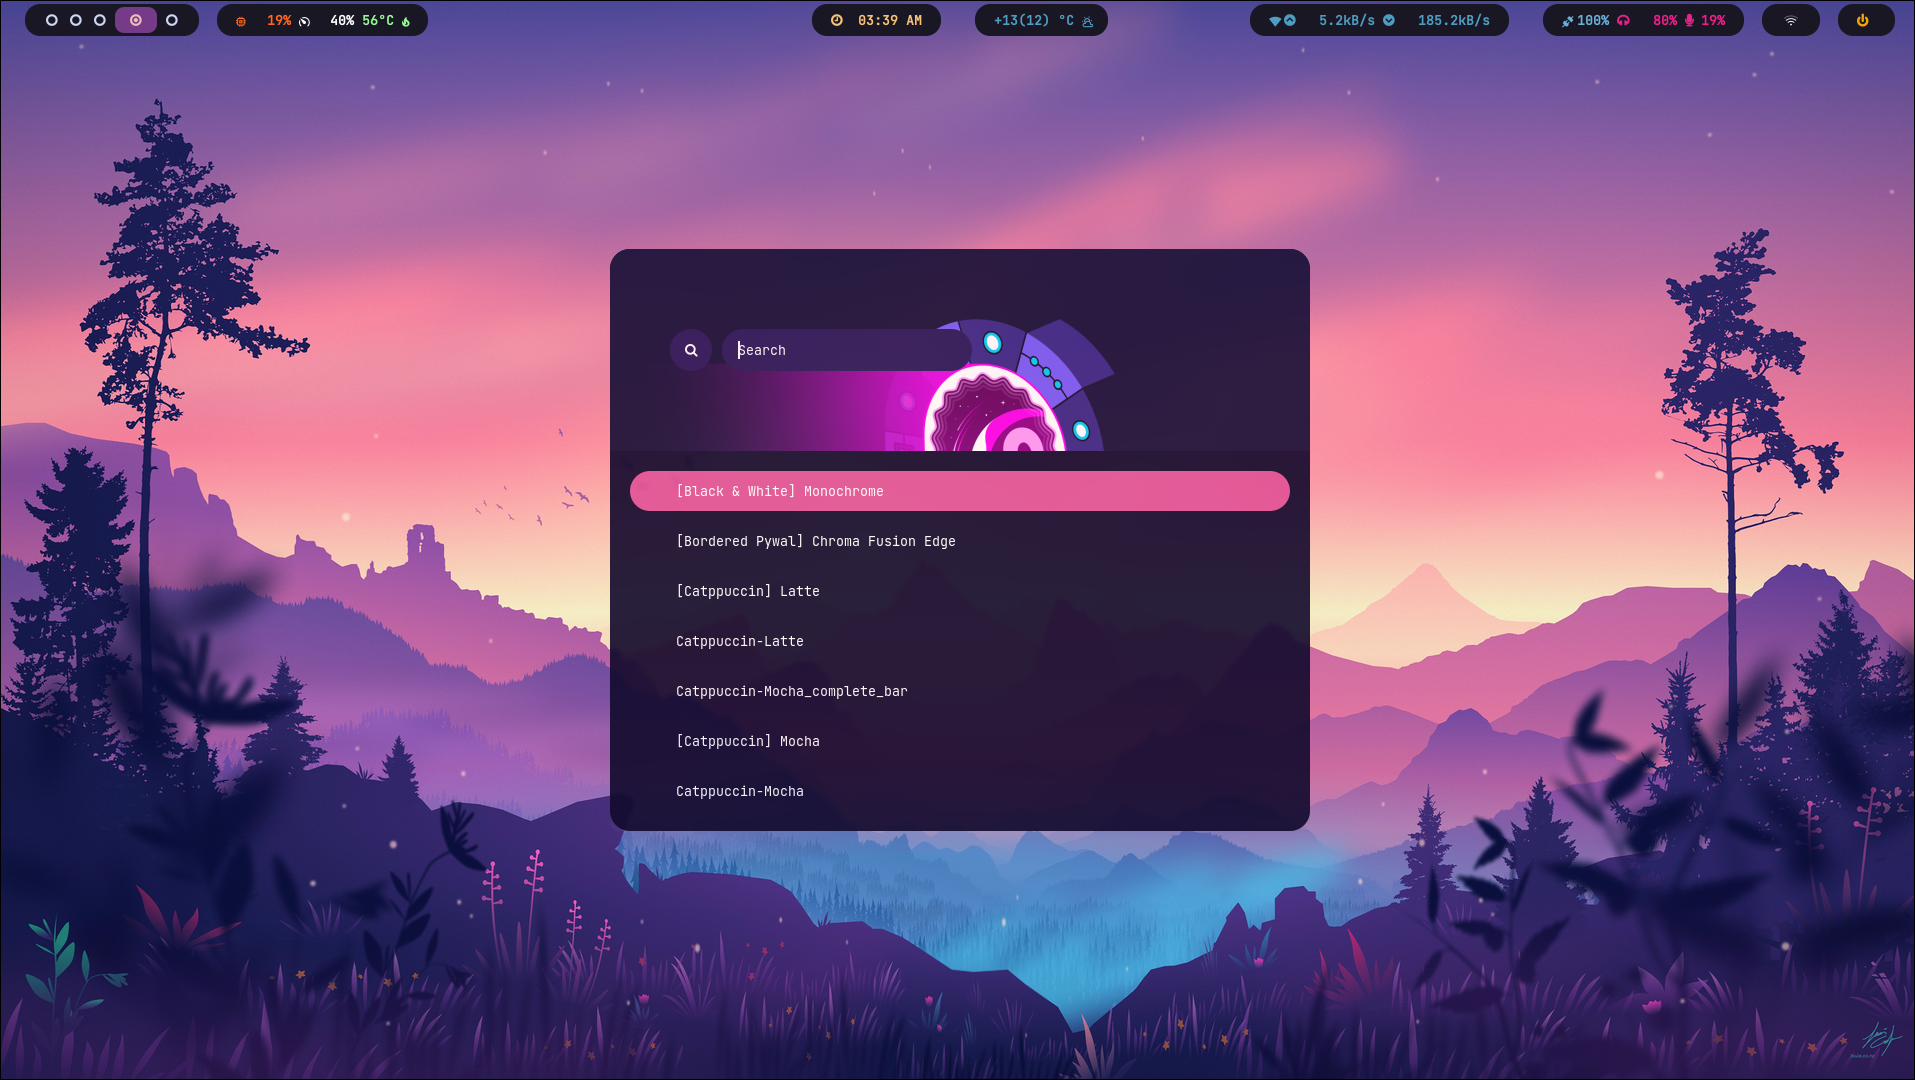 19% 40% 56°C
03:39 AM
+13(12) °C
5.2kB/s 185.2kB/s
100% 80% 19%
Search
[Black & White] Monochrome
[Bordered Pywal] Chroma Fusion Edge
[Catppuccin] Latte
Catppuccin-Latte
Catppuccin-Mocha_complete_bar
[Catppuccin] Mocha
Catppuccin-Mocha